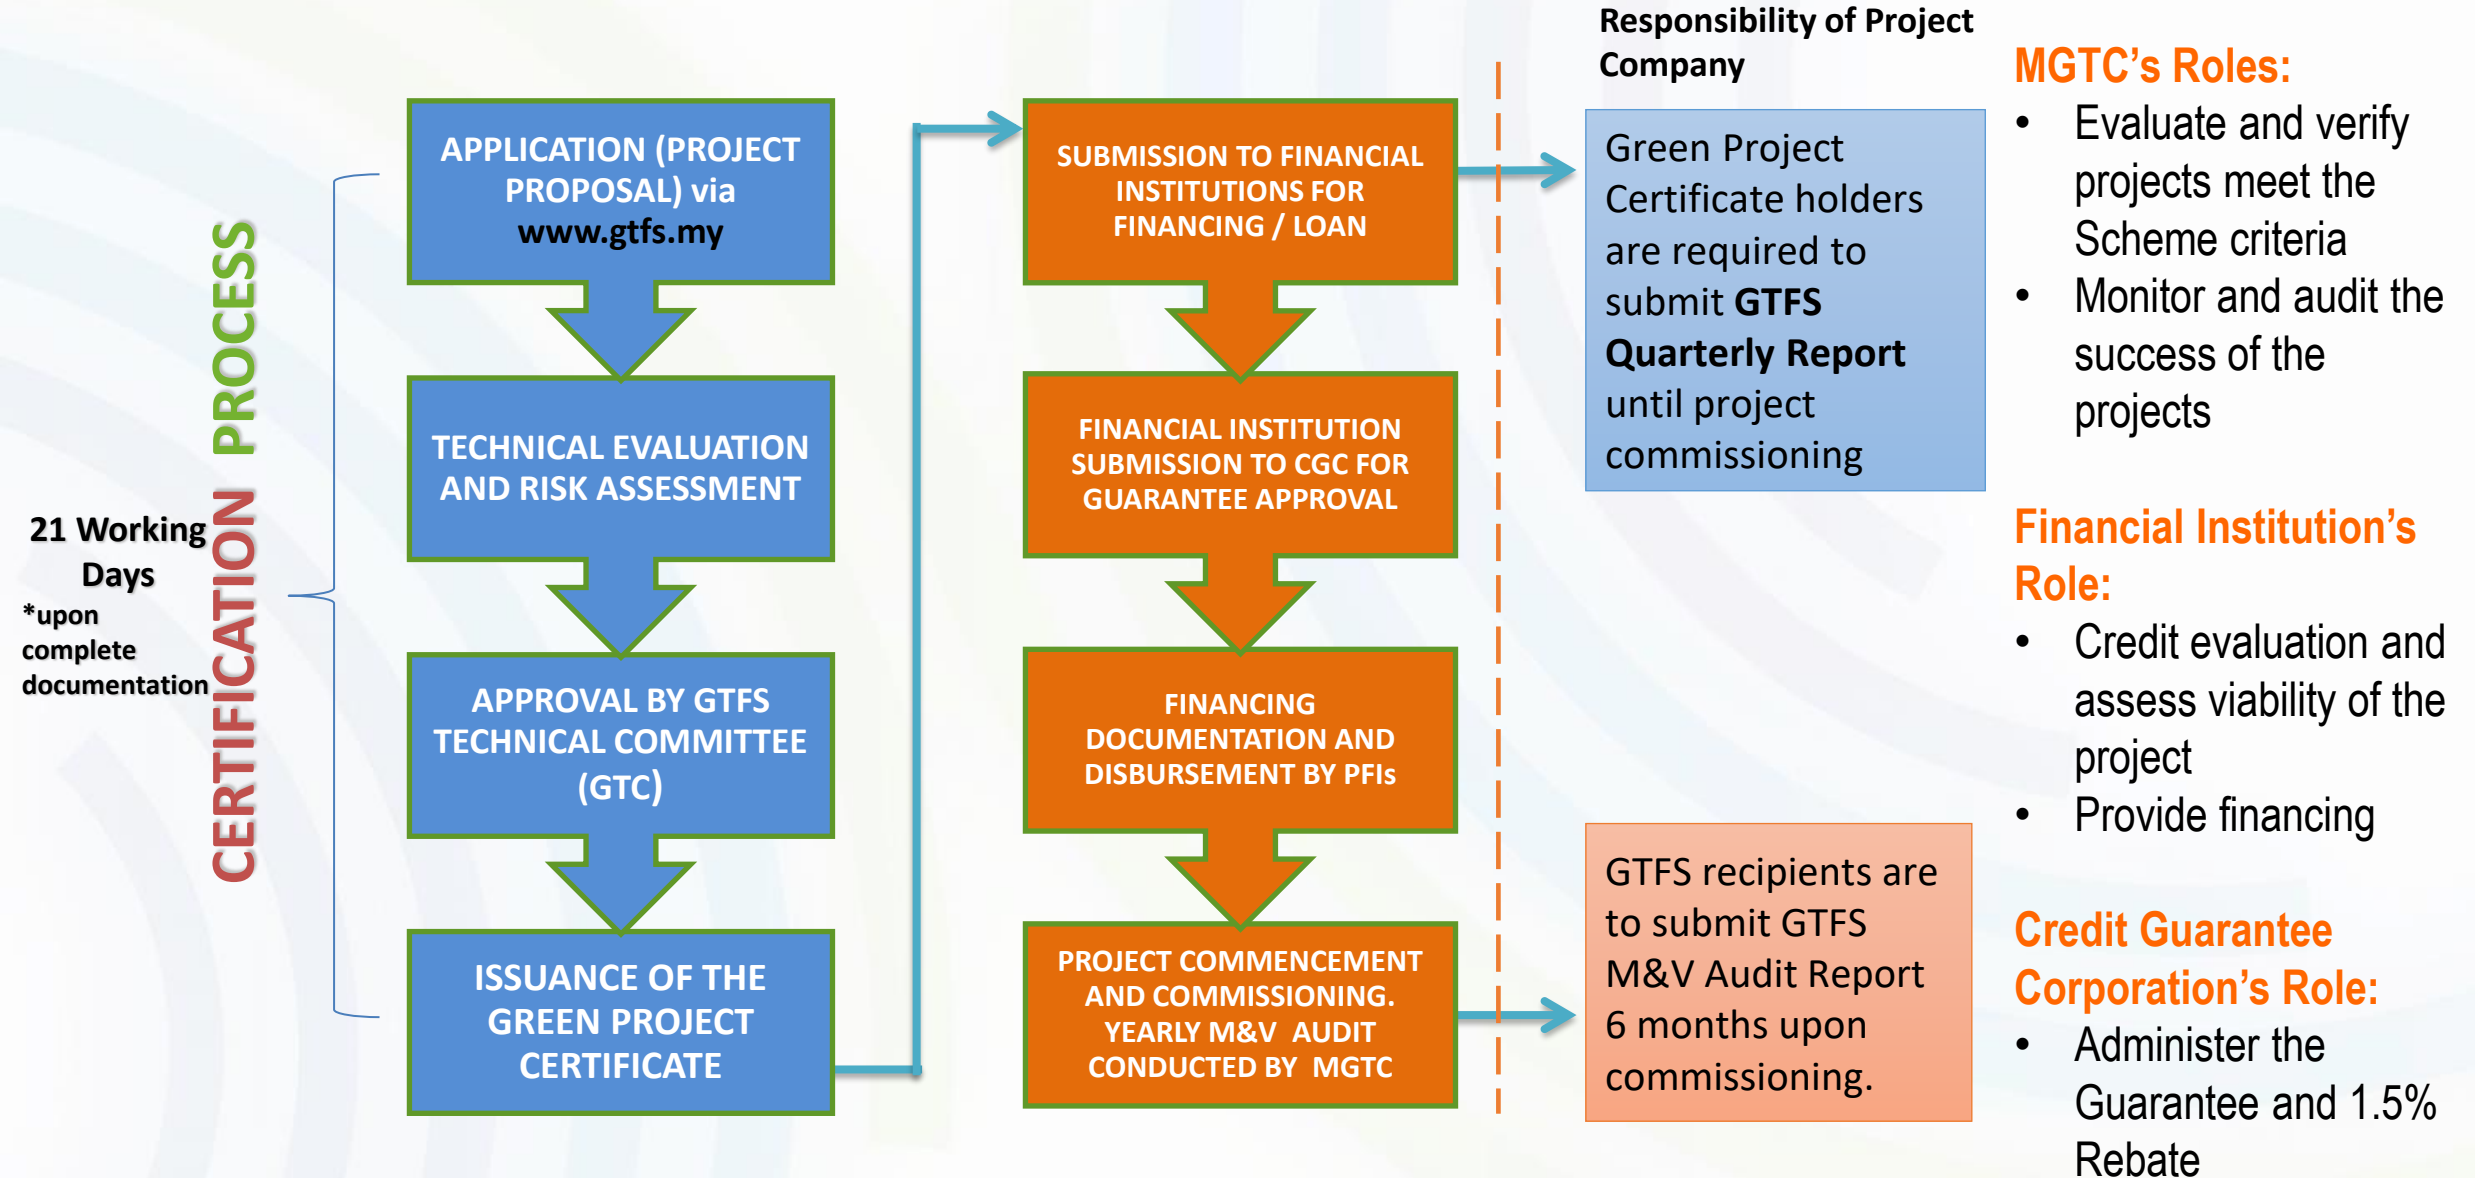 CERTIFICATION PROCESS
21 Working
Days
*upon
complete
documentation
APPLICATION (PROJECT
PROPOSAL) via
www.gtfs.my
TECHNICAL EVALUATION
AND RISK ASSESSMENT
APPROVAL BY GTFS
TECHNICAL COMMITTEE
(GTC)
ISSUANCE OF THE
GREEN PROJECT
CERTIFICATE
SUBMISSION TO FINANCIAL
INSTITUTIONS FOR
FINANCING / LOAN
FINANCIAL INSTITUTION
SUBMISSION TO CGC FOR
GUARANTEE APPROVAL
FINANCING
DOCUMENTATION AND
DISBURSEMENT BY PFIs
PROJECT COMMENCEMENT
AND COMMISSIONING.
YEARLY M&V AUDIT
CONDUCTED BY MGTC
Responsibility of Project
Company
Green Project
Certificate holders
are required to
submit GTFS
Quarterly Report
until project
commissioning
GTFS recipients are
to submit GTFS
M&V Audit Report
6 months upon
commissioning.
MGTC's Roles:
• Evaluate and verify
projects meet the
Scheme criteria
• Monitor and audit the
success of the
projects
Financial Institution's
Role:
• Credit evaluation and
assess viability of the
project
• Provide financing
Credit Guarantee
Corporation's Role:
• Administer the
Guarantee and 1.5%
Rebate